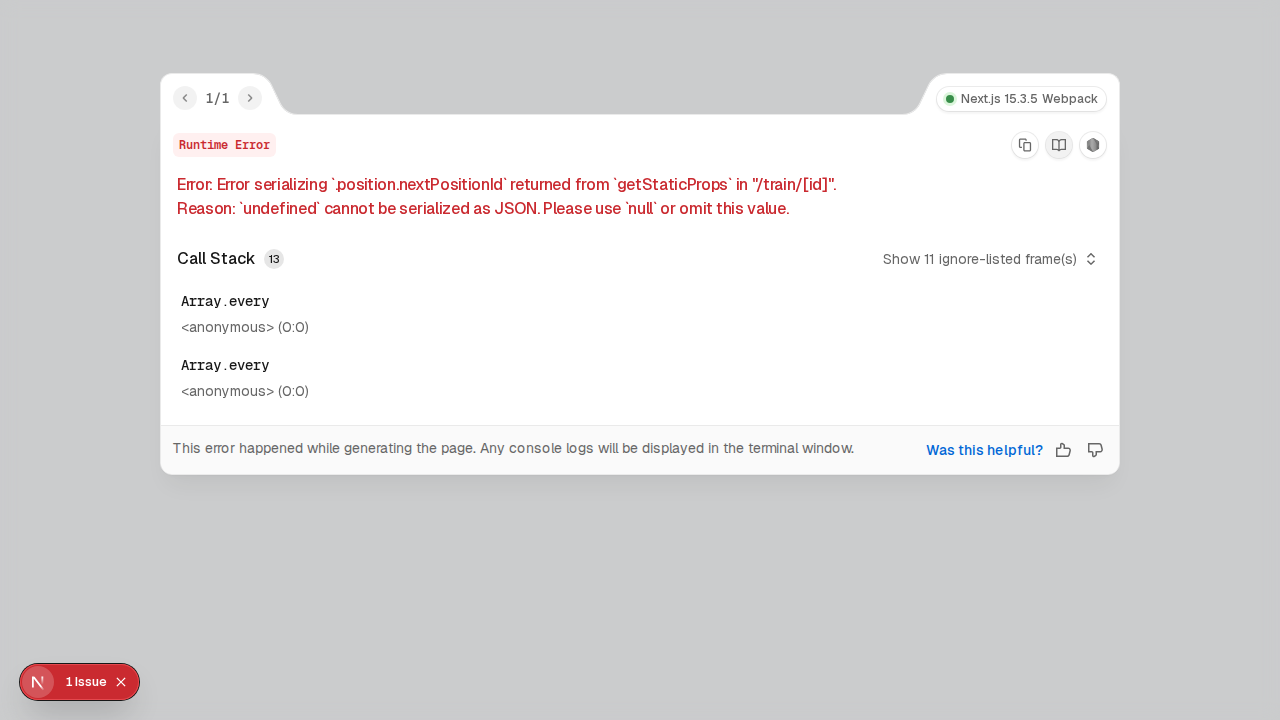 1/1
Next.js 15.3.5 Webpack
Runtime Error
Error: Error serializing `.position.nextPositionId` returned from `getStaticProps` in "/train/[id]".
Reason: `undefined` cannot be serialized as JSON. Please use `null` or omit this value.
Call Stack 13
Show 11 ignore-listed frame(s)
Array.every
<anonymous> (0:0)
Array.every
<anonymous> (0:0)
This error happened while generating the page. Any console logs will be displayed in the terminal window.
Was this helpful?
1 Issue